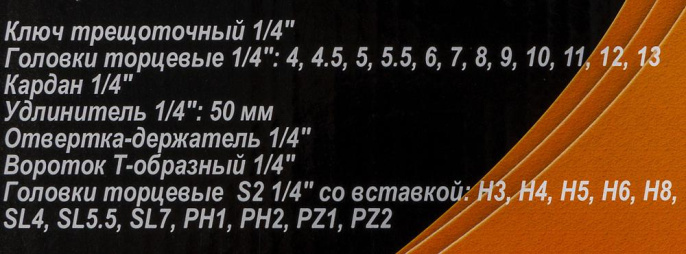 Ключ трещоточный 1/4"
Головки торцевые 1/4": 4, 4.5, 5, 5.5, 6, 7, 8, 9, 10, 11, 12, 13
Кардан 1/4"
Удлинитель 1/4": 50 мм
Отвертка-держатель 1/4"
Вороток Т-образный 1/4"
Головки торцевые S2 1/4" со вставкой: H3, H4, H5, H6, H8,
SL4, SL5.5, SL7, PH1, PH2, PZ1, PZ2